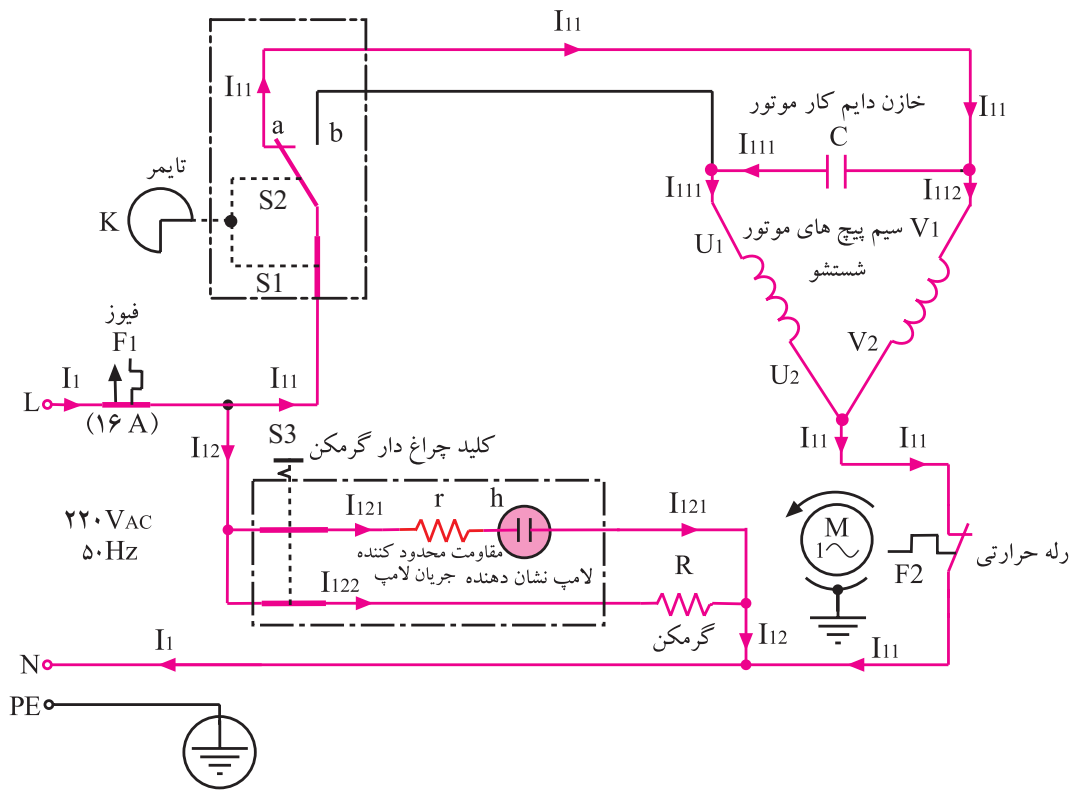 I11
I11
a
b
تایمر
K
S2
S1
خازن دایم کار موتور
C
I11
I111
I111
I112
U1
سیم پیچ های موتور
شستشو
V1
U2
V2
فیوز
F1
I1
L
(۱۶ A)
I11
I11
I11
I12
S3
کلید چراغ دار گرمکن
۲۲۰VAC
۵۰Hz
I121
r
h
I121
مقاومت محدود کننده
جریان لامپ
لامپ نشان دهنده
I122
R
گرمکن
I12
M
1
F2
رله حرارتی
N
I1
I11
PE